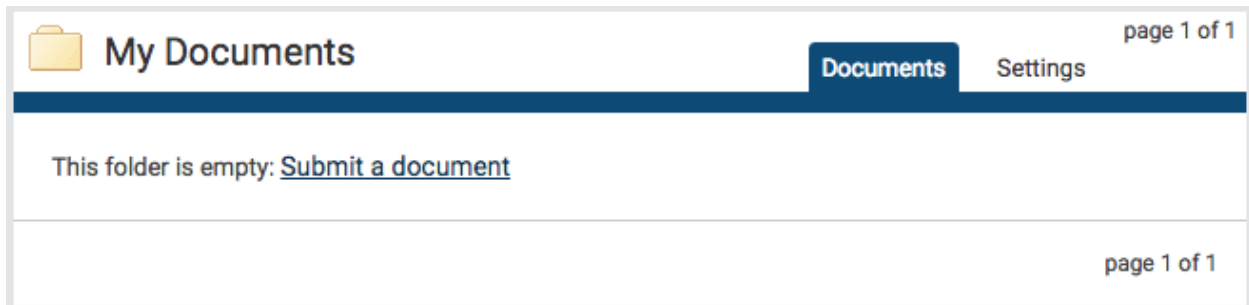 page 1 of 1
My Documents
Documents Settings
This folder is empty: Submit a document
page 1 of 1